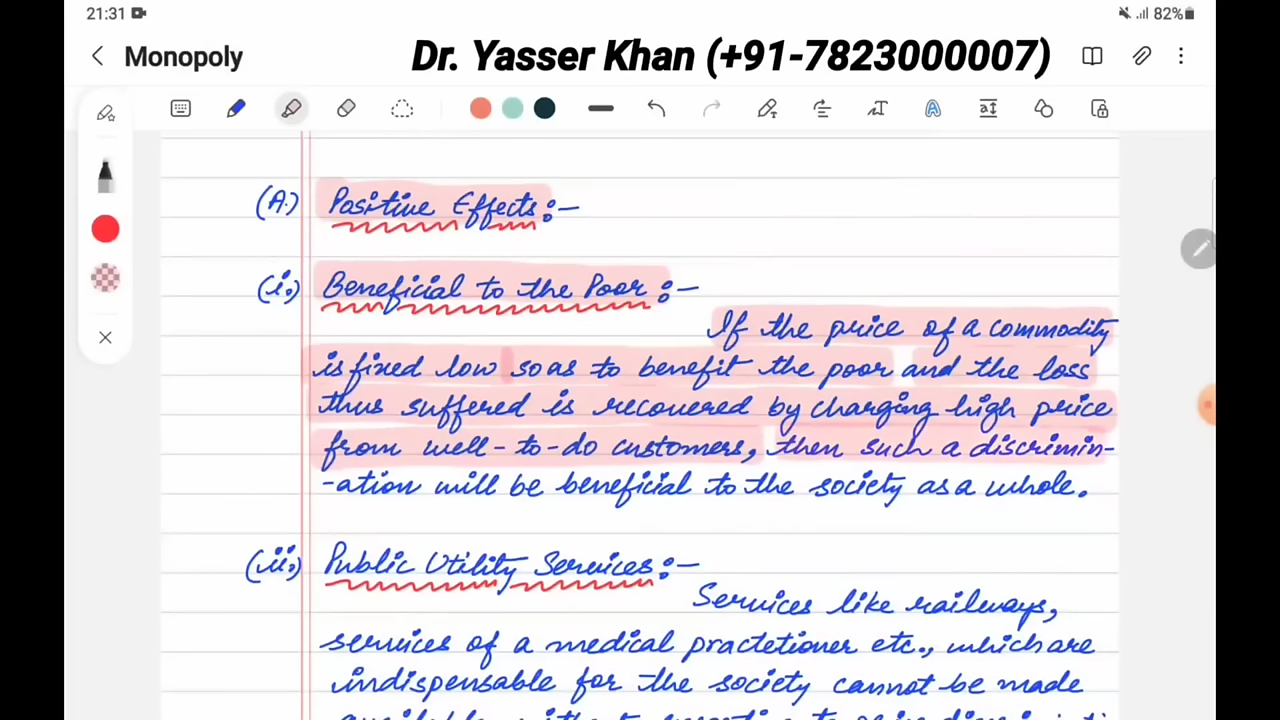 21:31
82%
Monopoly
Dr. Yasser Khan (+91-7823000007)
(A.) Positive Effects:-
(i.) Beneficial to the Poor:-
If the price of a commodity
is fixed low so as to benefit the poor and the loss
thus suffered is recovered by charging high price
from well-to-do customers, then such a discrimin-
-ation will be beneficial to the society as a whole.
(ii.) Public Utility Services:-
Services like railways,
services of a medical practetioner etc., which are
indispensable for the society cannot be made